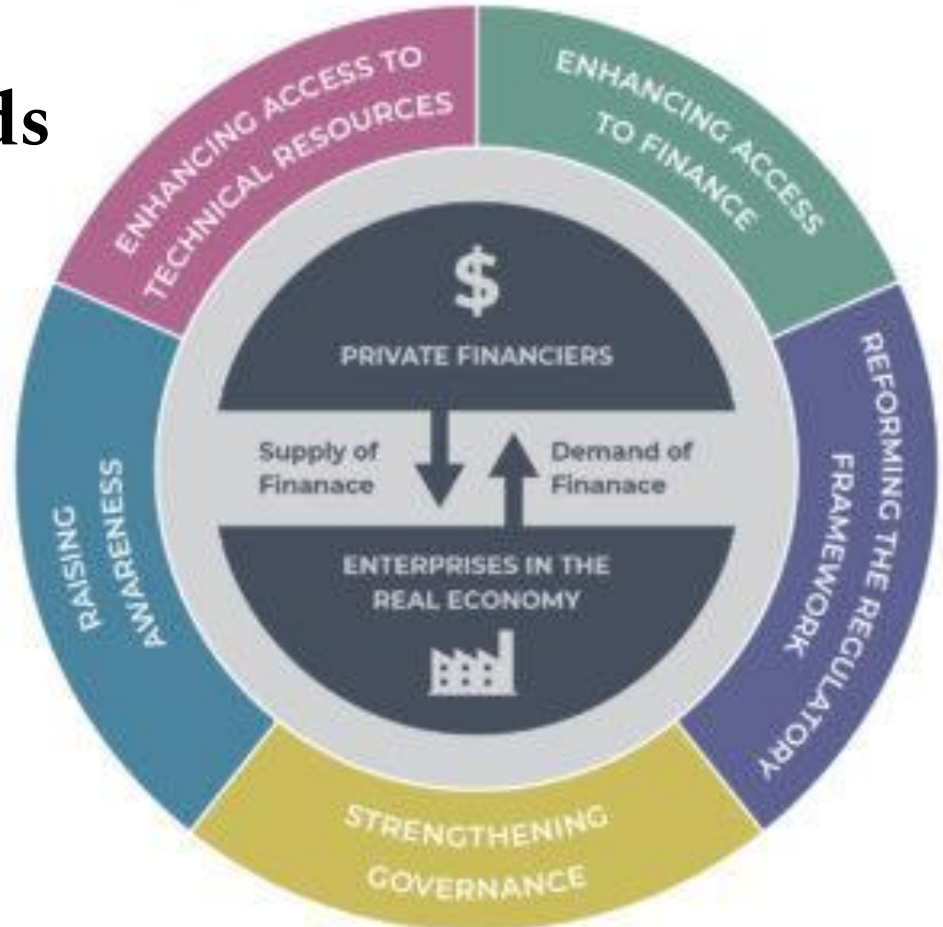 ds
ENHANCING ACCESS TO
TECHNICAL RESOURCES
ENHANCING ACCESS
TO FINANCE
$
PRIVATE FINANCIERS
Supply of
Finanace
Demand of
Finanace
ENTERPRISES IN THE
REAL ECONOMY
REFORMING THE REGULATORY
FRAMEWORK
RAISING
AWARENESS
STRENGTHENING
GOVERNANCE